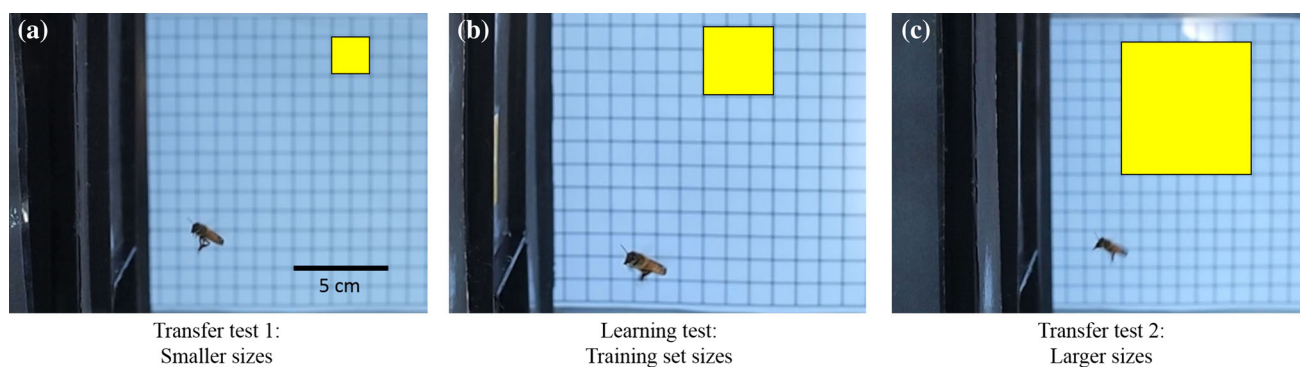 (a)
(b)
(c)
5 cm
Transfer test 1:
Smaller sizes
Learning test:
Training set sizes
Transfer test 2:
Larger sizes